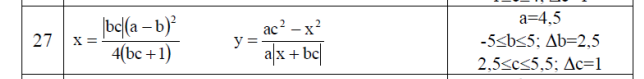 27 x = |bc|(a − b)² / 4(bc + 1) y = ac² − x² / a|x + bc|
a=4,5
-5≤b≤5; Δb=2,5
2,5≤c≤5,5; Δc=1